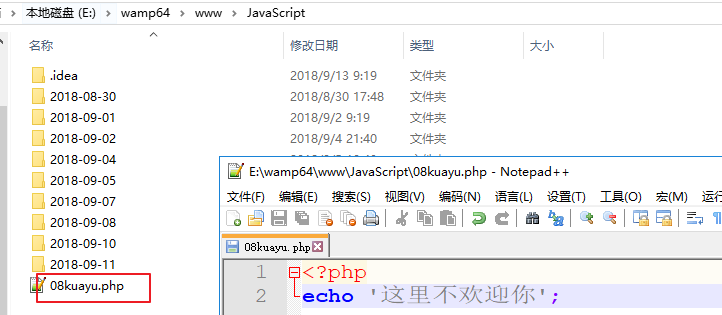 本地磁盘 (E:) > wamp64 > www > JavaScript
名称 修改日期 类型 大小
.idea 2018/9/13 9:19 文件夹
2018-08-30 2018/8/30 17:48 文件夹
2018-09-01 2018/9/2 9:19 文件夹
2018-09-02 2018/9/4 21:40 文件夹
2018-09-04
2018-09-05
2018-09-07
2018-09-08
2018-09-10
2018-09-11
08kuayu.php
E:\wamp64\www\JavaScript\08kuayu.php - Notepad++
文件(F) 编辑(E) 搜索(S) 视图(V) 编码(N) 语言(L) 设置(T) 工具(O) 宏(M) 运行
08kuayu.php
1 <?php
2 echo '这里不欢迎你';